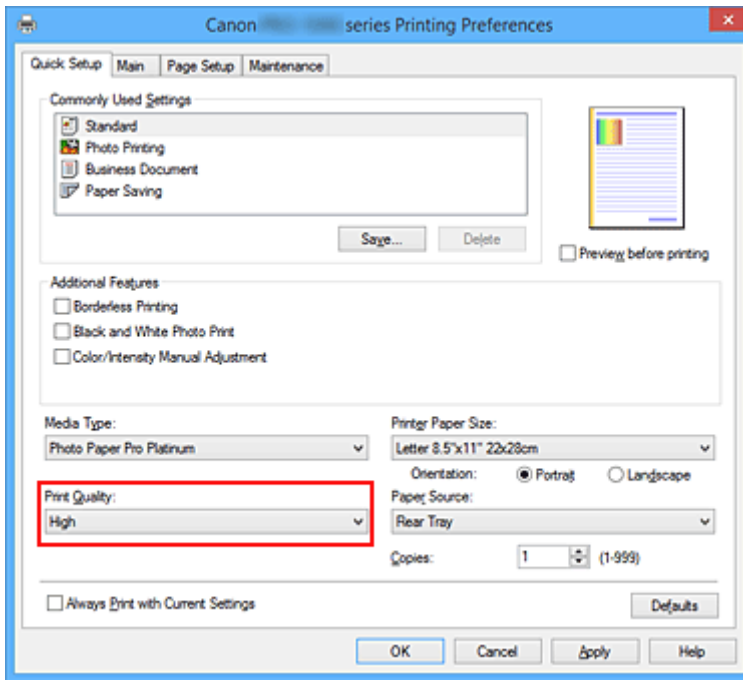 Canon series Printing Preferences
Quick Setup Main Page Setup Maintenance
Commonly Used Settings
Standard
Photo Printing
Business Document
Paper Saving
Save... Delete
Preview before printing
Additional Features
Borderless Printing
Black and White Photo Print
Color/Intensity Manual Adjustment
Media Type: Printer Paper Size:
Photo Paper Pro Platinum Letter 8.5"x11" 22x28cm
Orientation: Portrait Landscape
Print Quality: Paper Source:
High Rear Tray
Copies: 1 (1-999)
Always Print with Current Settings Defaults
OK Cancel Apply Help